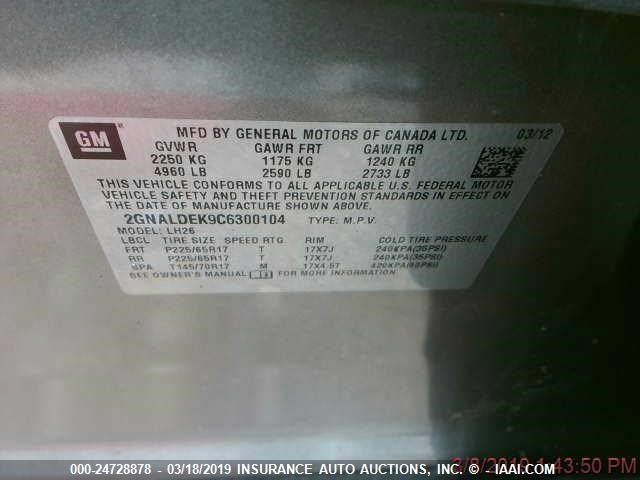 GM
MFD BY GENERAL MOTORS OF CANADA LTD. 03/12
GVWR GAWR FRT GAWR RR
2250 KG 1175 KG 1240 KG
4960 LB 2590 LB 2733 LB
THIS VEHICLE CONFORMS TO ALL APPLICABLE U.S. FEDERAL MOTOR
VEHICLE SAFETY AND THEFT PREVENTION STANDARDS IN EFFECT ON
THE DATE OF MANUFACTURE SHOWN ABOVE.
2GNALDEK9C6300104 TYPE: M.P.V.
MODEL: LH26
LBCL TIRE SIZE SPEED RTG RIM COLD TIRE PRESSURE
FRT P225/65R17 T 17X7J 240KPA(35PSI)
RR P225/65R17 T 17X7J 240KPA(35PSI)
SPA T145/70R17 M 17X4.5T 420KPA(60PSI)
SEE OWNER'S MANUAL FOR MORE INFORMATION
1:43:50 PM
000-24728878 / 03/18/2019 INSURANCE AUTO AUCTIONS, INC. / © IAAI.COM